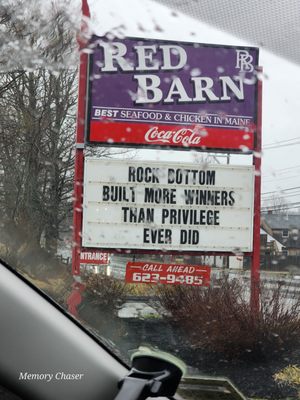 RED
BARN
RB
BEST SEAFOOD & CHICKEN IN MAINE
Coca-Cola
ROCK BOTTOM
BUILT MORE WINNERS
THAN PRIVILEGE
EVER DID
ENTRANCE
CALL AHEAD
623-9485
Memory Chaser